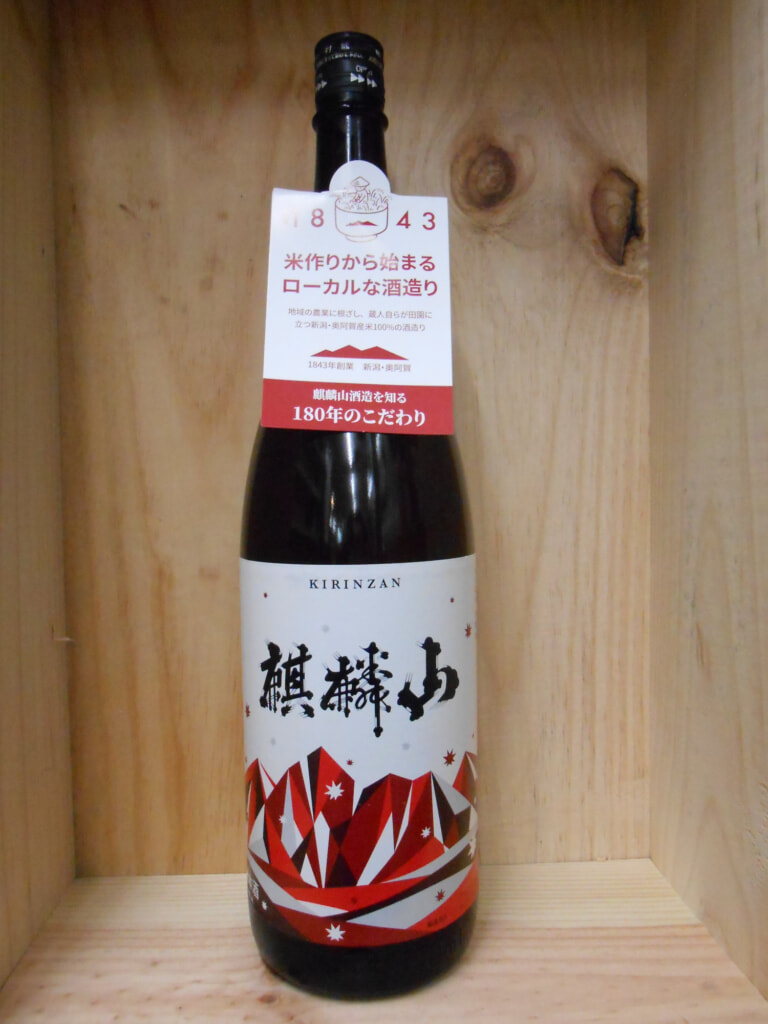 OPEN
1843
米作りから始まる
ローカルな酒造り
地域の農業に根ざし、蔵人自らが田園に
立つ新潟・奥阿賀産米100%の酒造り
1843年創業 新潟・奥阿賀
麒麟山酒造を知る
180年のこだわり
KIRINZAN
麒麟山
酒